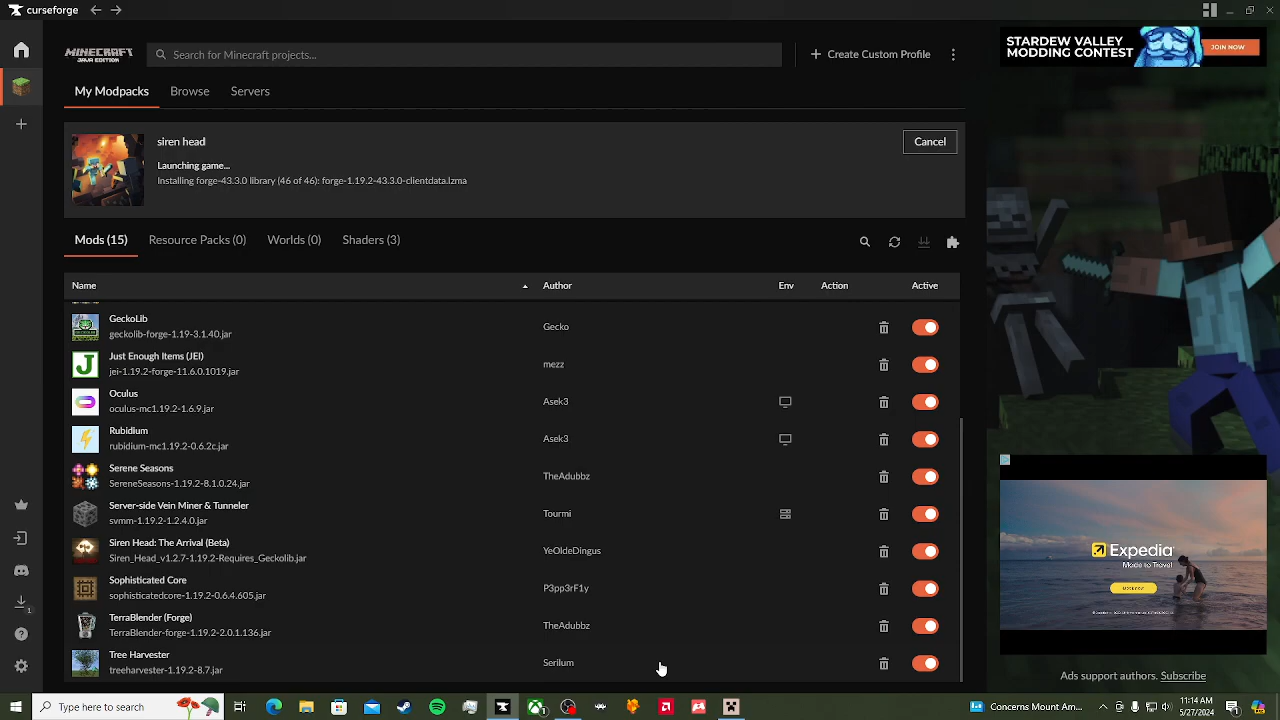 curseforge
MINECRAFT
JAVA EDITION
Search for Minecraft projects...
Create Custom Profile
STARDEW VALLEY
MODDING CONTEST
JOIN NOW
My Modpacks
Browse
Servers
siren head
Launching game...
Installing forge-43.3.0 library (46 of 46): forge-1.19.2-43.3.0-clientdata.lzma
Cancel
Mods (15)
Resource Packs (0)
Worlds (0)
Shaders (3)
Name
Author
Env
Action
Active
GeckoLib
geckolib-forge-1.19-3.1.40.jar
Gecko
Just Enough Items (JEI)
jei-1.19.2-forge-11.6.0.1019.jar
mezz
Oculus
oculus-mc1.19.2-1.6.9.jar
Asek3
Rubidium
rubidium-mc1.19.2-0.6.2c.jar
Asek3
Serene Seasons
SereneSeasons-1.19.2-8.1.0.24.jar
TheAdubbz
Server-side Vein Miner & Tunneler
svmm-1.19.2-1.2.4.0.jar
Tourmi
Siren Head: The Arrival (Beta)
Siren_Head_v1.2.7-1.19.2-Requires_Geckolib.jar
YeOldeDingus
Sophisticated Core
sophisticatedcore-1.19.2-0.6.4.605.jar
P3pp3rF1y
TerraBlender (Forge)
TerraBlender-forge-1.19.2-2.0.1.136.jar
TheAdubbz
Tree Harvester
treeharvester-1.19.2-8.7.jar
Serilum
Expedia
Made to Travel
Ads support authors. Subscribe
1
Type here to search
1
Concerns Mount Am...
11:14 AM
5/27/2024